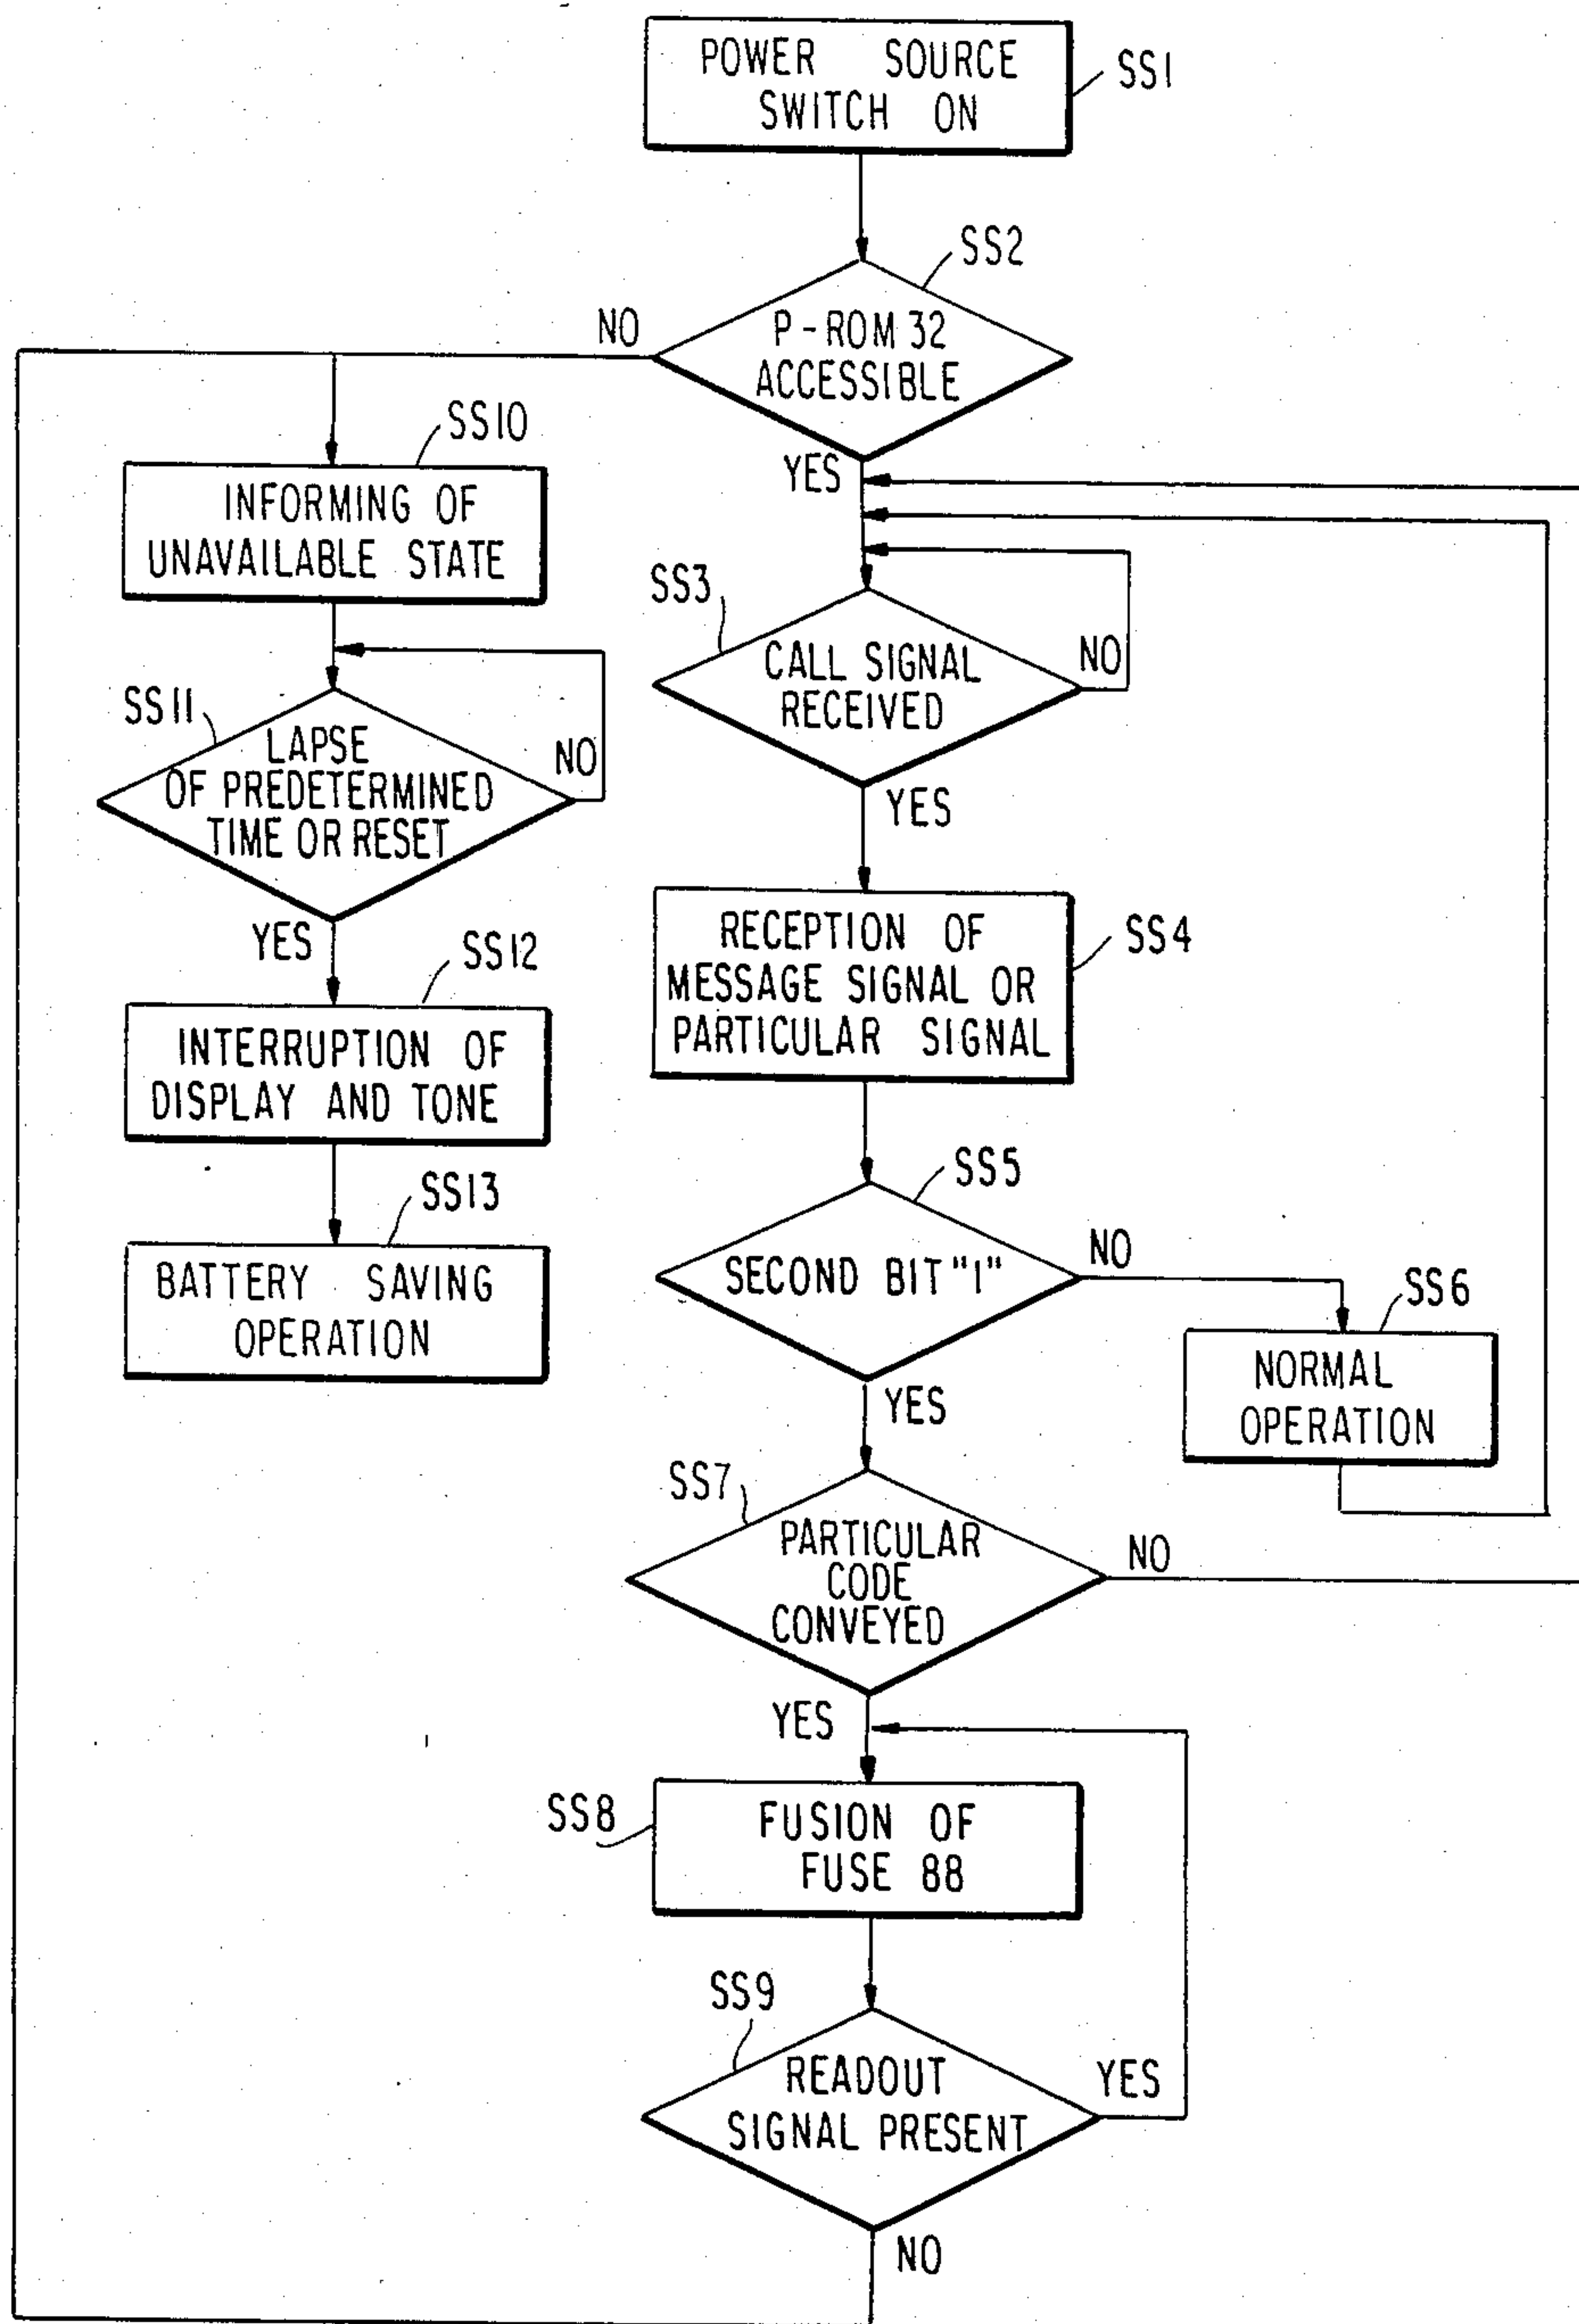 POWER SOURCE
SWITCH ON
SS1
SS2
P-ROM 32
ACCESSIBLE
NO
YES
SS10
INFORMING OF
UNAVAILABLE STATE
SS3
CALL SIGNAL
RECEIVED
NO
YES
SS11
LAPSE
OF PREDETERMINED
TIME OR RESET
NO
YES
SS4
RECEPTION OF
MESSAGE SIGNAL OR
PARTICULAR SIGNAL
SS12
INTERRUPTION OF
DISPLAY AND TONE
SS5
SECOND BIT "1"
NO
YES
SS13
BATTERY SAVING
OPERATION
SS6
NORMAL
OPERATION
SS7
PARTICULAR
CODE
CONVEYED
NO
YES
SS8
FUSION OF
FUSE 88
SS9
READOUT
SIGNAL PRESENT
YES
NO